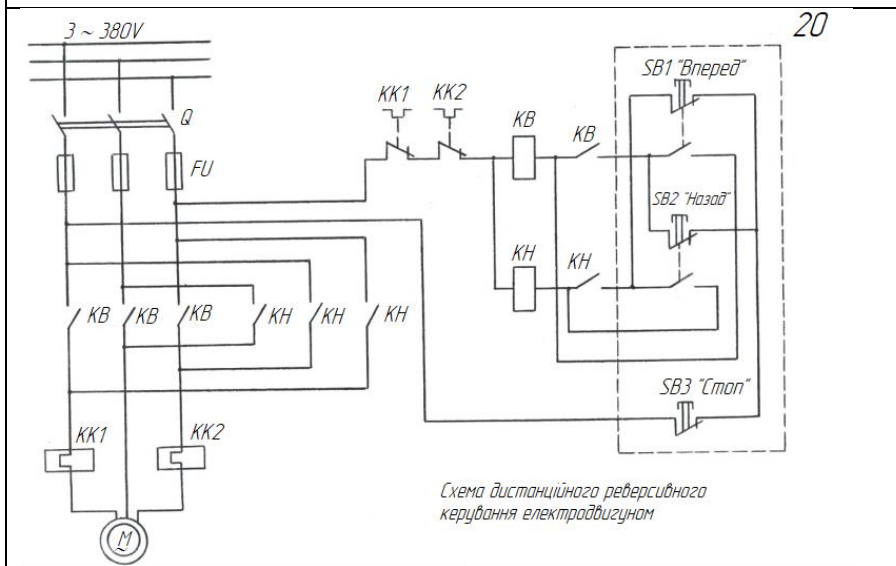 20
3 ~ 380V
Q
FU
KK1 KK2
KB KB
KH KH
SB1 "Вперед"
SB2 "Назад"
SB3 "Стоп"
KB KB KB KH KH KH
KK1 KK2
M
~
Схема дистанційного реверсивного
керування електродвигуном